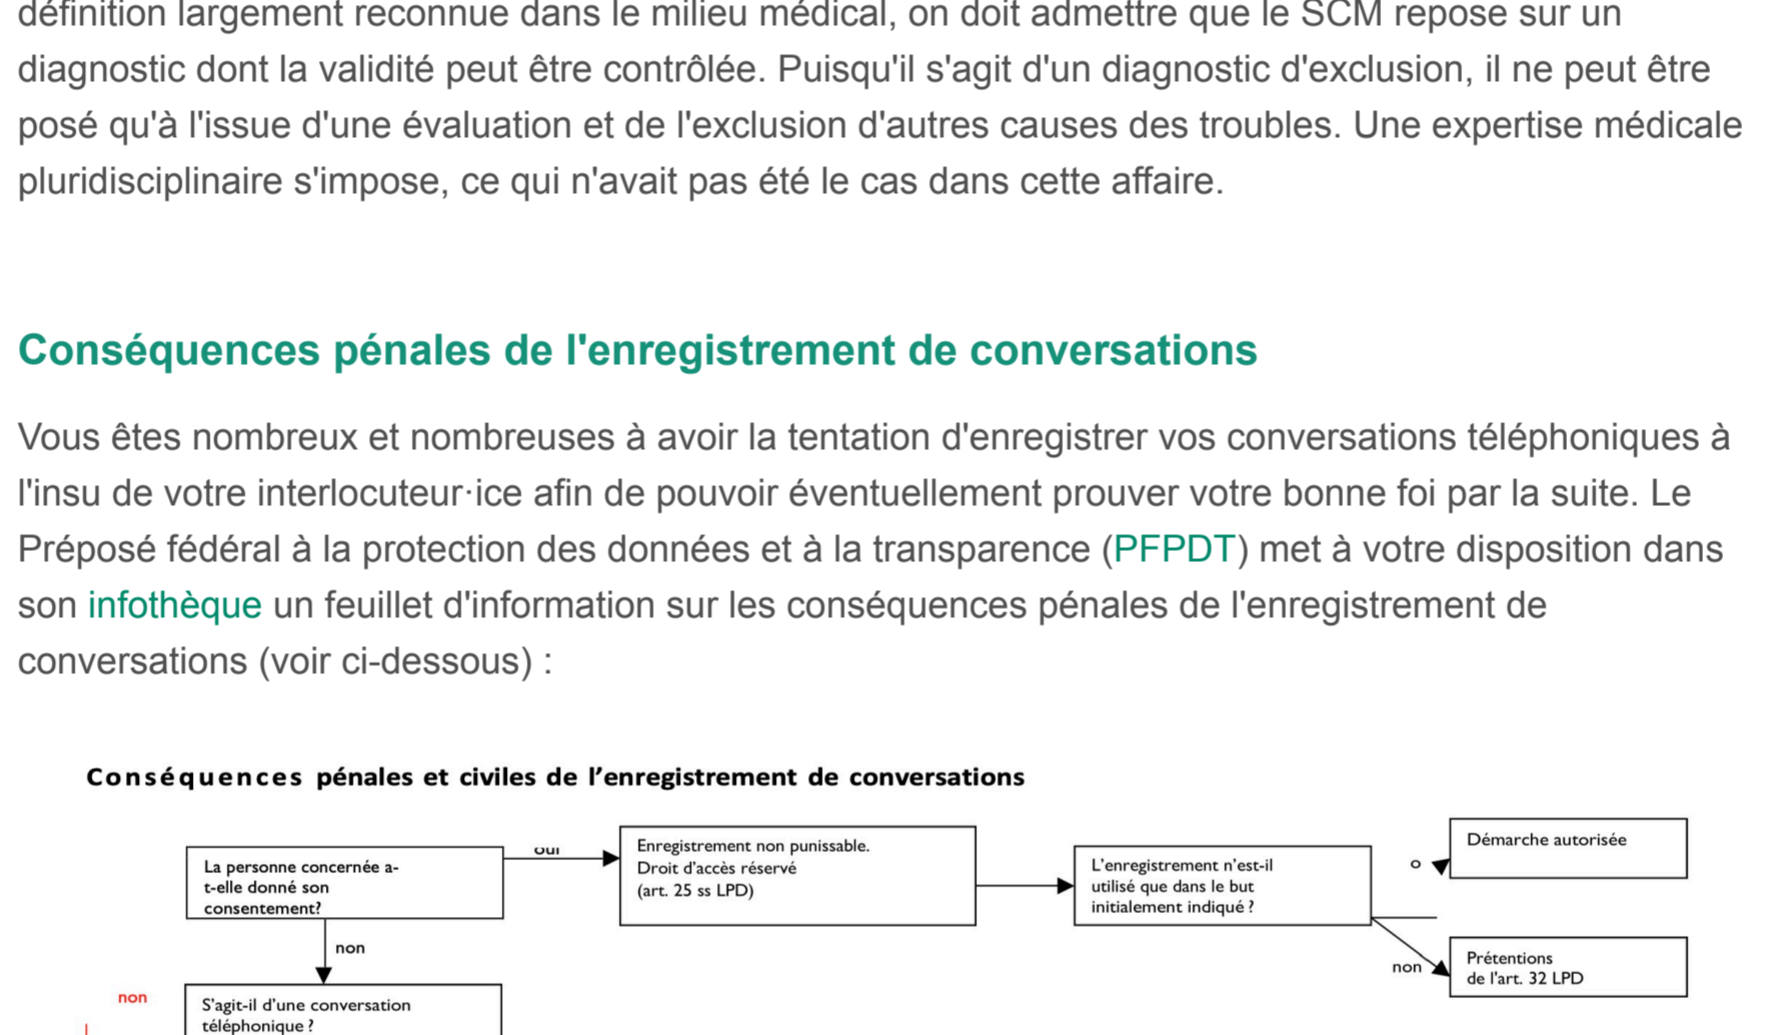 définition largement reconnue dans le milieu médical, on doit admettre que le SCM repose sur un
diagnostic dont la validité peut être contrôlée. Puisqu'il s'agit d'un diagnostic d'exclusion, il ne peut être
posé qu'à l'issue d'une évaluation et de l'exclusion d'autres causes des troubles. Une expertise médicale
pluridisciplinaire s'impose, ce qui n'avait pas été le cas dans cette affaire.
Conséquences pénales de l'enregistrement de conversations
Vous êtes nombreux et nombreuses à avoir la tentation d'enregistrer vos conversations téléphoniques à
l'insu de votre interlocuteur·ice afin de pouvoir éventuellement prouver votre bonne foi par la suite. Le
Préposé fédéral à la protection des données et à la transparence (PFPDT) met à votre disposition dans
son infothèque un feuillet d'information sur les conséquences pénales de l'enregistrement de
conversations (voir ci-dessous) :
Conséquences pénales et civiles de l’enregistrement de conversations
La personne concernée a-
t-elle donné son
consentement?
oui
Enregistrement non punissable.
Droit d’accès réservé
(art. 25 ss LPD)
L’enregistrement n’est-il
utilisé que dans le but
initialement indiqué ?
o
Démarche autorisée
non
Prétentions
de l'art. 32 LPD
non
non
S’agit-il d’une conversation
téléphonique ?